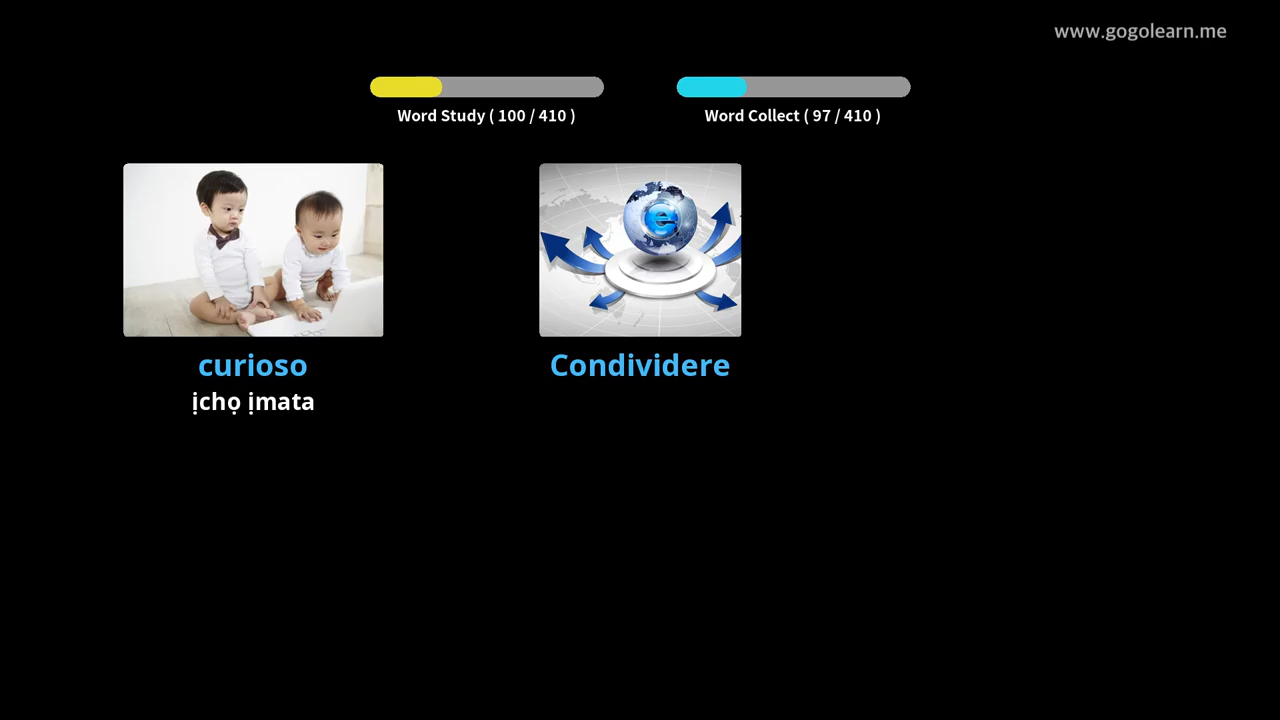 www.gogolearn.me
Word Study ( 100 / 410 )
Word Collect ( 97 / 410 )
e
curioso
ịchọ ịmata
Condividere